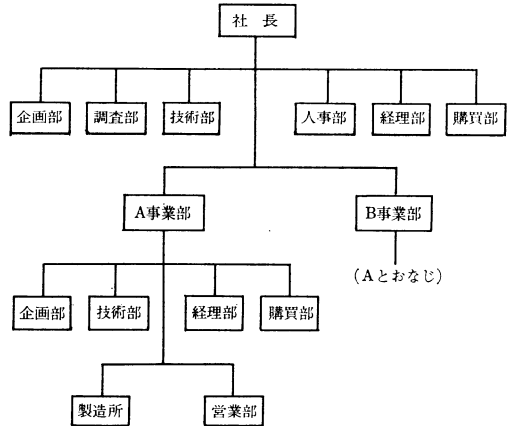 社　長
企画部
調査部
技術部
人事部
経理部
購買部
A事業部
B事業部
(Aとおなじ)
企画部
技術部
経理部
購買部
製造所
営業部